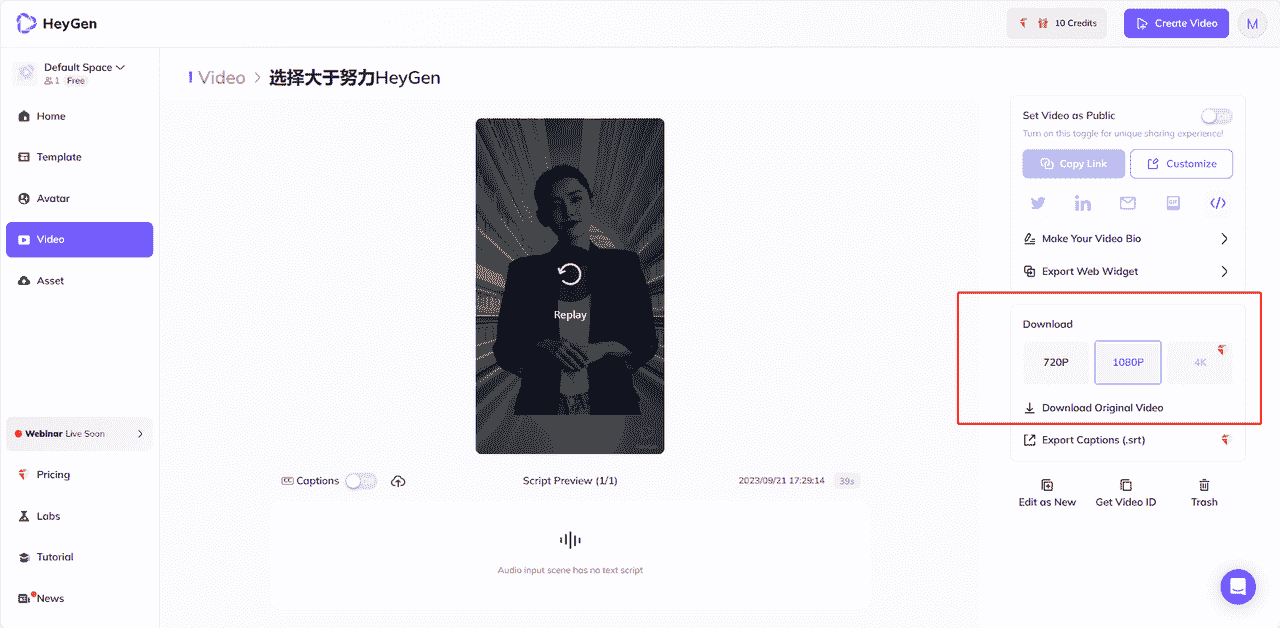 HeyGen
10 Credits
Create Video
M
Default Space
1 Free
Home
Template
Avatar
Video
Asset
Webinar Live Soon
Pricing
Labs
Tutorial
News
Video > 选择大于努力HeyGen
Replay
CC Captions
Script Preview (1/1)
2023/09/21 17:29:14 39s
Audio input scene has no text script
Set Video as Public
Turn on this toggle for unique sharing experience!
Copy Link
Customize
GIF
</>
Make Your Video Bio
Export Web Widget
Download
720P
1080P
4K
Download Original Video
Export Captions (.srt)
Edit as New
Get Video ID
Trash